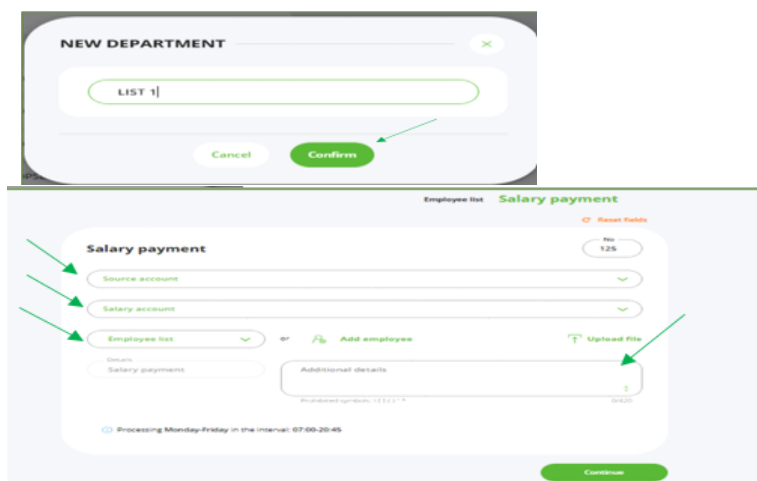 NEW DEPARTMENT
LIST 1
Cancel Confirm
Employee list Salary payment
Reset fields
Salary payment
No
125
Source account
Salary account
Employee list or Add employee Upload file
Details
Salary payment
Additional details
Prohibited symbols:
0/420
Processing Monday-Friday in the interval: 07:00-20:45
Continue